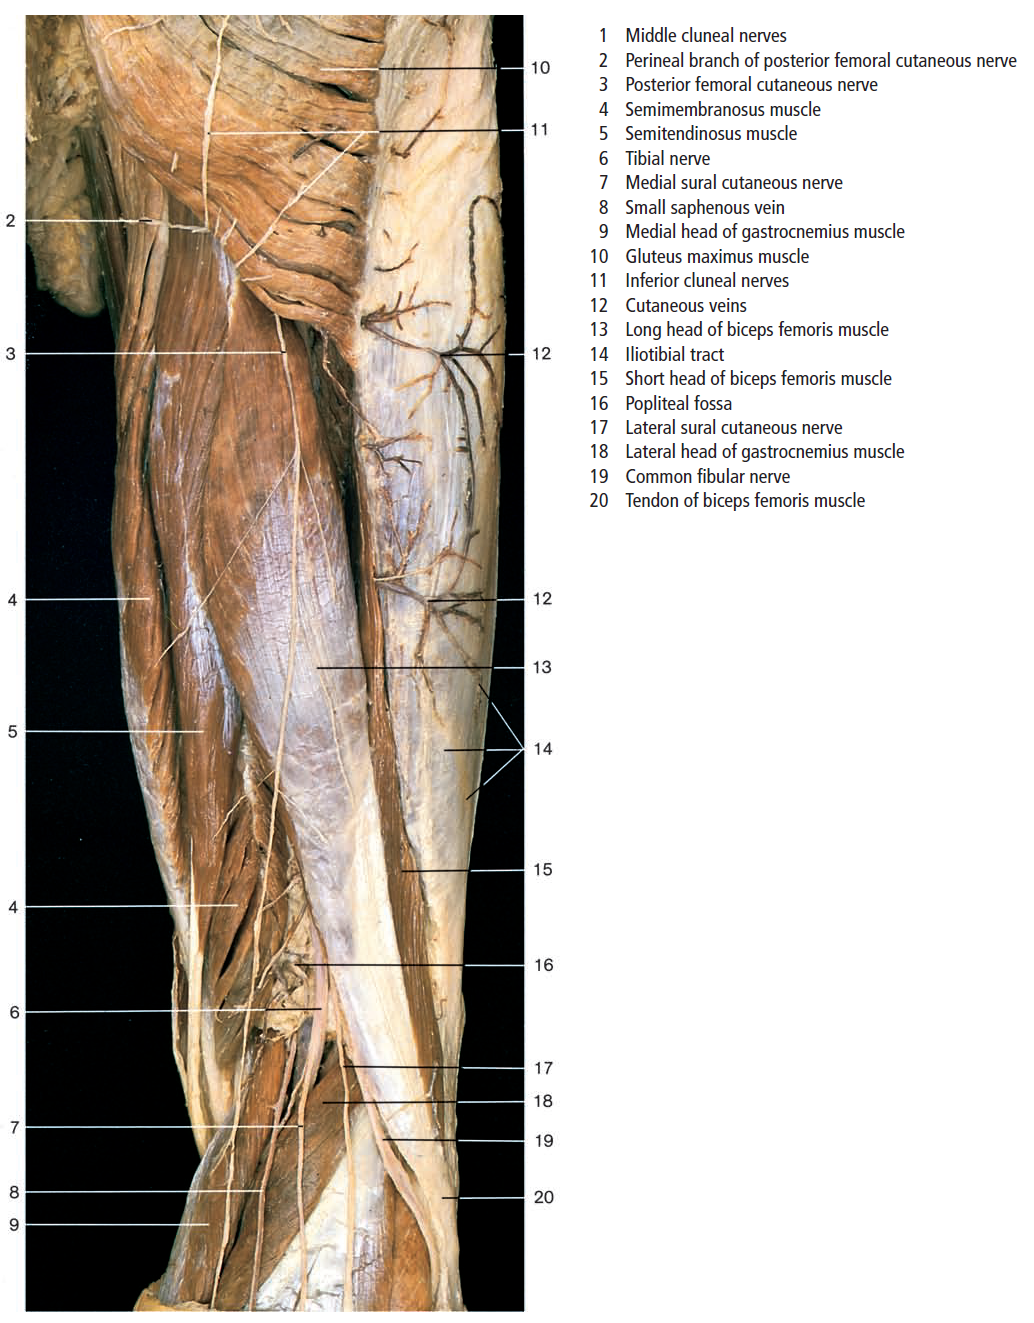 10
11
2
3
12
4
12
13
5
14
15
4
16
6
17
18
7
19
8
20
9
1 Middle cluneal nerves
2 Perineal branch of posterior femoral cutaneous nerve
3 Posterior femoral cutaneous nerve
4 Semimembranosus muscle
5 Semitendinosus muscle
6 Tibial nerve
7 Medial sural cutaneous nerve
8 Small saphenous vein
9 Medial head of gastrocnemius muscle
10 Gluteus maximus muscle
11 Inferior cluneal nerves
12 Cutaneous veins
13 Long head of biceps femoris muscle
14 Iliotibial tract
15 Short head of biceps femoris muscle
16 Popliteal fossa
17 Lateral sural cutaneous nerve
18 Lateral head of gastrocnemius muscle
19 Common fibular nerve
20 Tendon of biceps femoris muscle